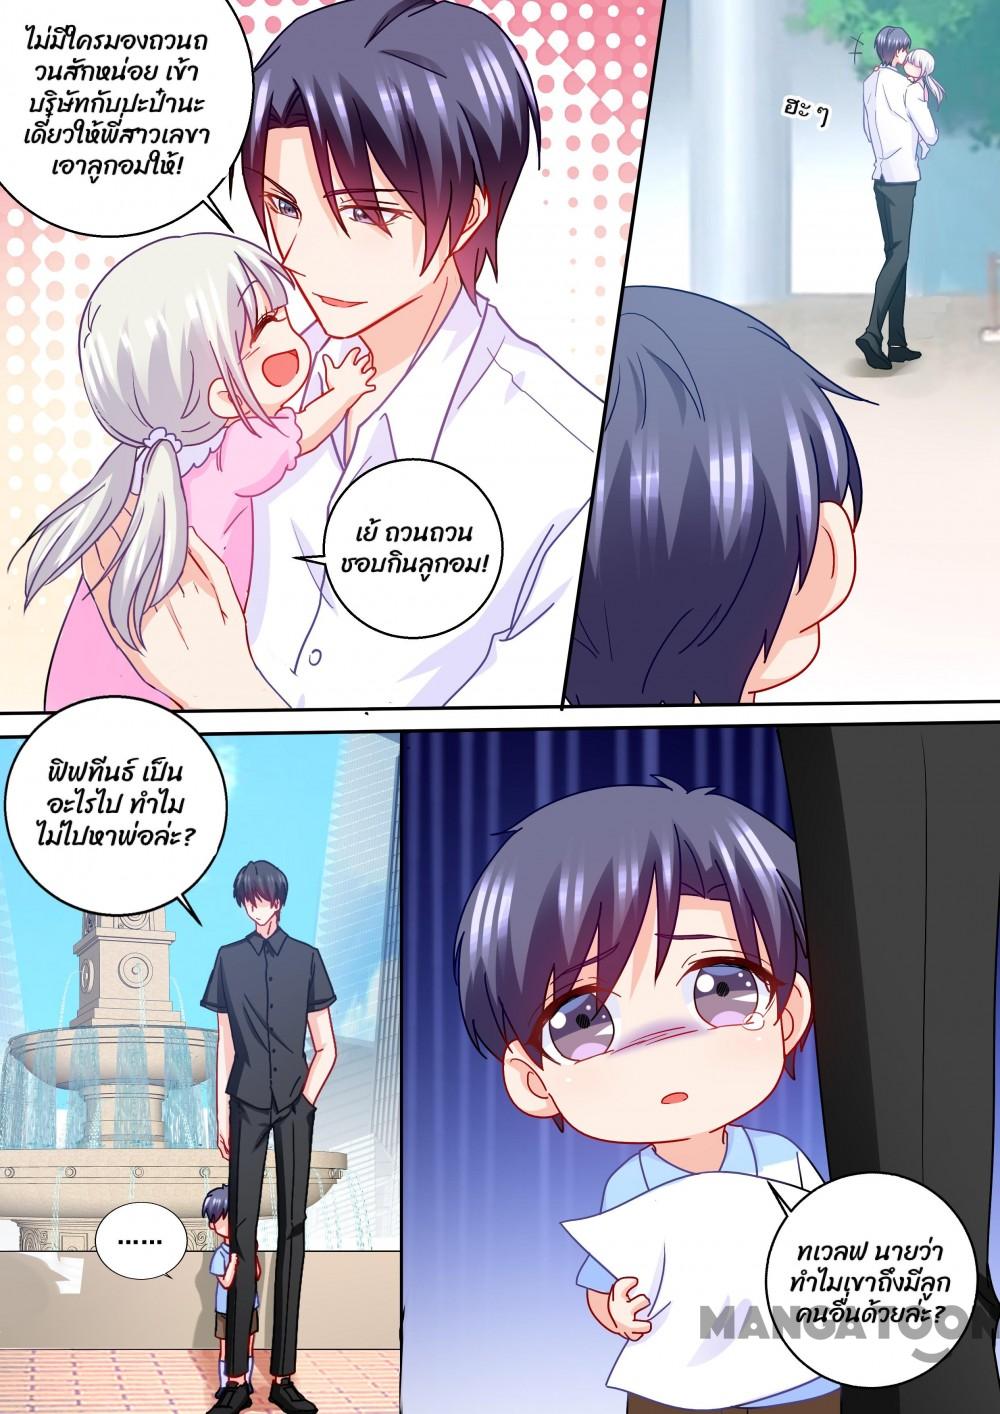 ไม่มีใครมองถวนถ
วนสักหน่อย เข้า
บริษัทกับปะป๋านะ
เดี๋ยวให้พี่สาวเลขา
เอาลูกอมให้!
ฮะๆ
เย้ ถวนถวน
ชอบกินลูกอม!
ฟิฟทีนธ์ เป็น
อะไรไป ทำไม
ไม่ไปหาพ่อล่ะ?
......
ทเวลฟ นายว่า
ทำไมเขาถึงมีลูก
คนอื่นด้วยล่ะ?
MANGATOON